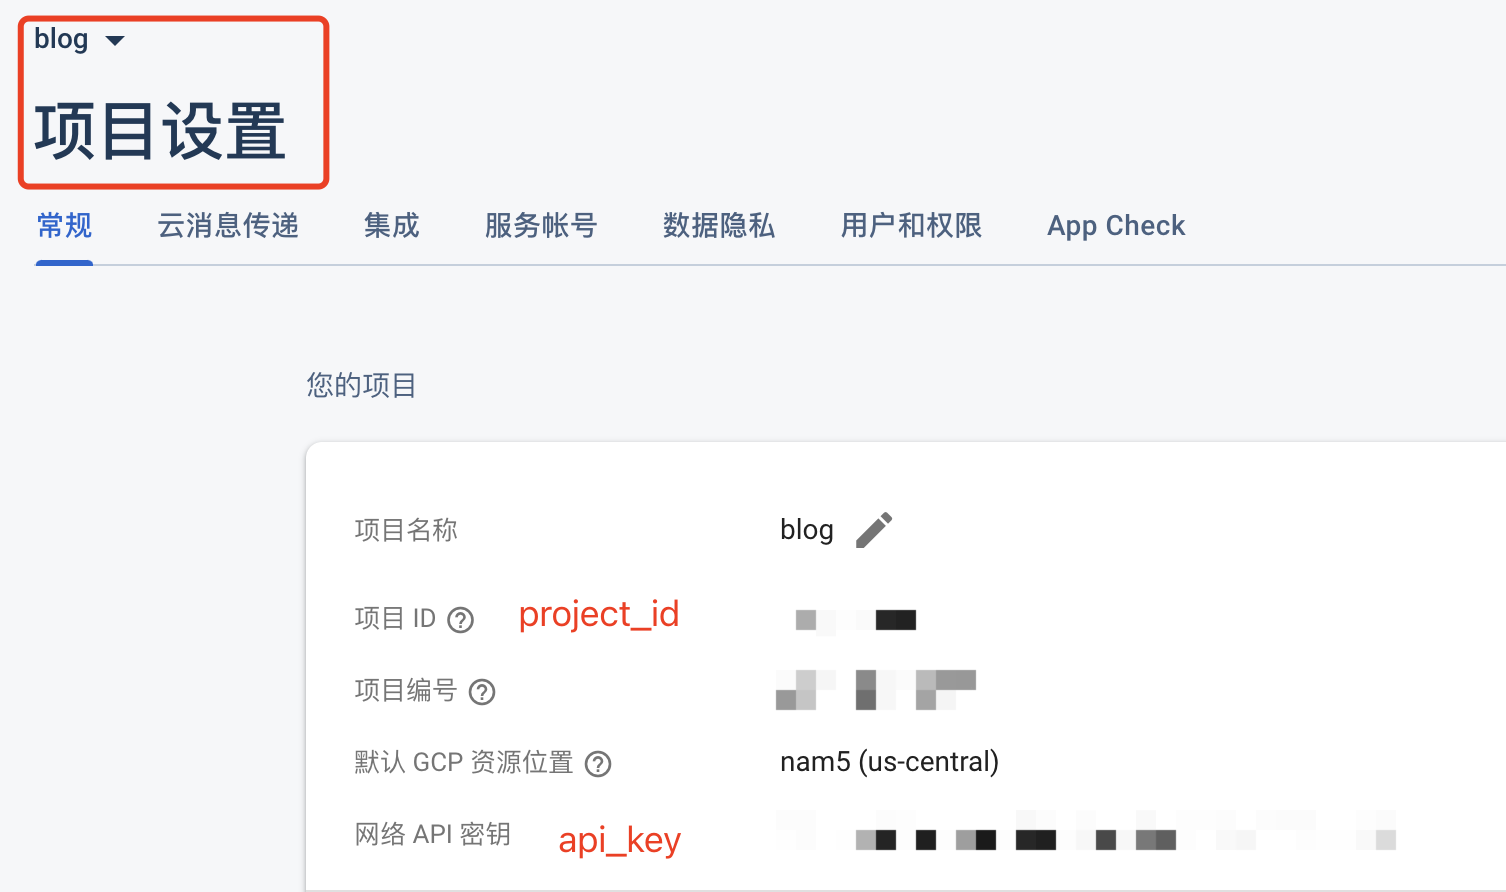 blog
项目设置
常规 云消息传递 集成 服务帐号 数据隐私 用户和权限 App Check
您的项目
项目名称 blog
项目 ID project_id
项目编号
默认 GCP 资源位置 nam5 (us-central)
网络 API 密钥 api_key